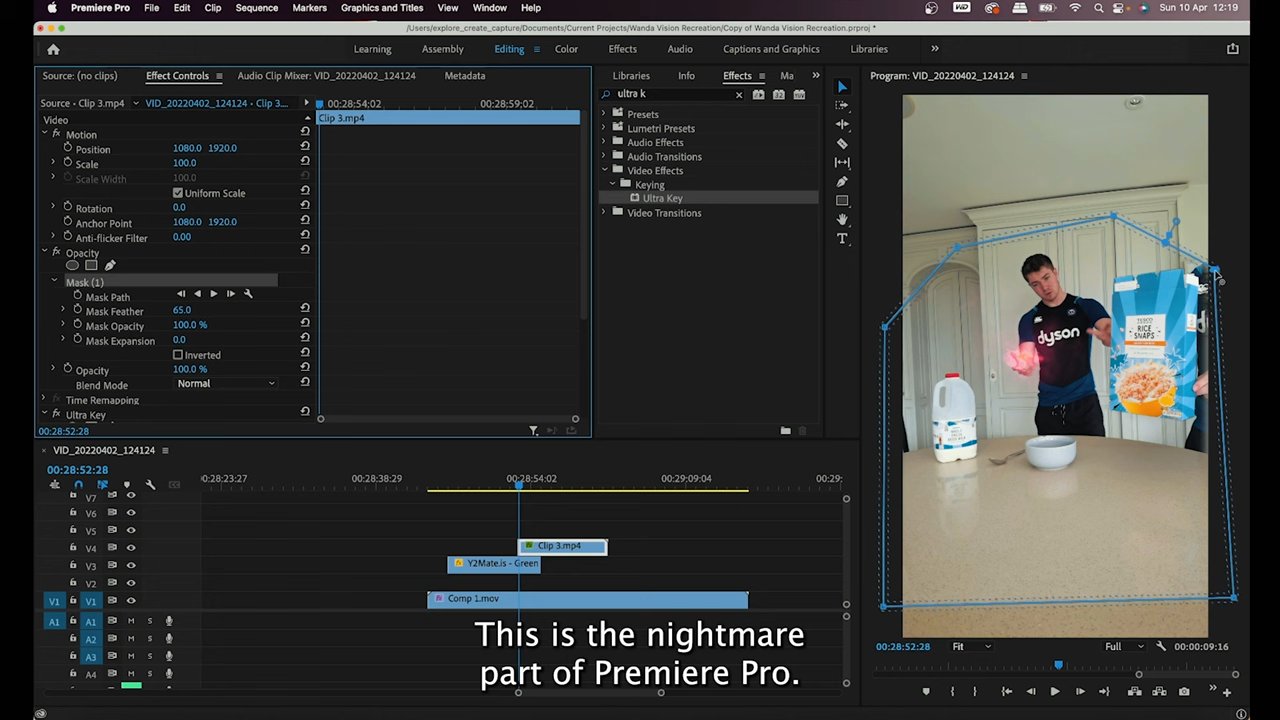 Premiere Pro File Edit Clip Sequence Markers Graphics and Titles View Window Help
Sun 10 Apr 12:19
/Users/explore_create_capture/Documents/Current Projects/Wanda Vision Recreation/Copy of Wanda Vision Recreation.prproj *
Learning Assembly Editing Color Effects Audio Captions and Graphics Libraries
Source: (no clips) Effect Controls Audio Clip Mixer: VID_20220402_124124 Metadata
Source · Clip 3.mp4 VID_20220402_124124 · Clip 3...
00:28:54:02 00:28:59:02
Video
Clip 3.mp4
Motion
Position 1080.0 1920.0
Scale 100.0
Scale Width 100.0
Uniform Scale
Rotation 0.0
Anchor Point 1080.0 1920.0
Anti-flicker Filter 0.00
Opacity
Mask (1)
Mask Path
Mask Feather 65.0
Mask Opacity 100.0 %
Mask Expansion 0.0
Inverted
Opacity 100.0 %
Blend Mode Normal
Time Remapping
Ultra Key
00:28:52:28
Libraries Info Effects Ma
ultra k
Presets
Lumetri Presets
Audio Effects
Audio Transitions
Video Effects
Keying
Ultra Key
Video Transitions
Program: VID_20220402_124124
dyson
TESCO
RICE
SNAPS
00:28:52:28 Fit Full 00:00:09:16
VID_20220402_124124
00:28:52:28
00:28:23:27 00:28:38:29 00:28:54:02 00:29:09:04 00:29:
V7
V6
V5
V4 Clip 3.mp4
V3 Y2Mate.is - Green
V2
V1 V1 Comp 1.mov
A1 A1 M S
A2 M S
A3 M S
A4 M S
This is the nightmare
part of Premiere Pro.